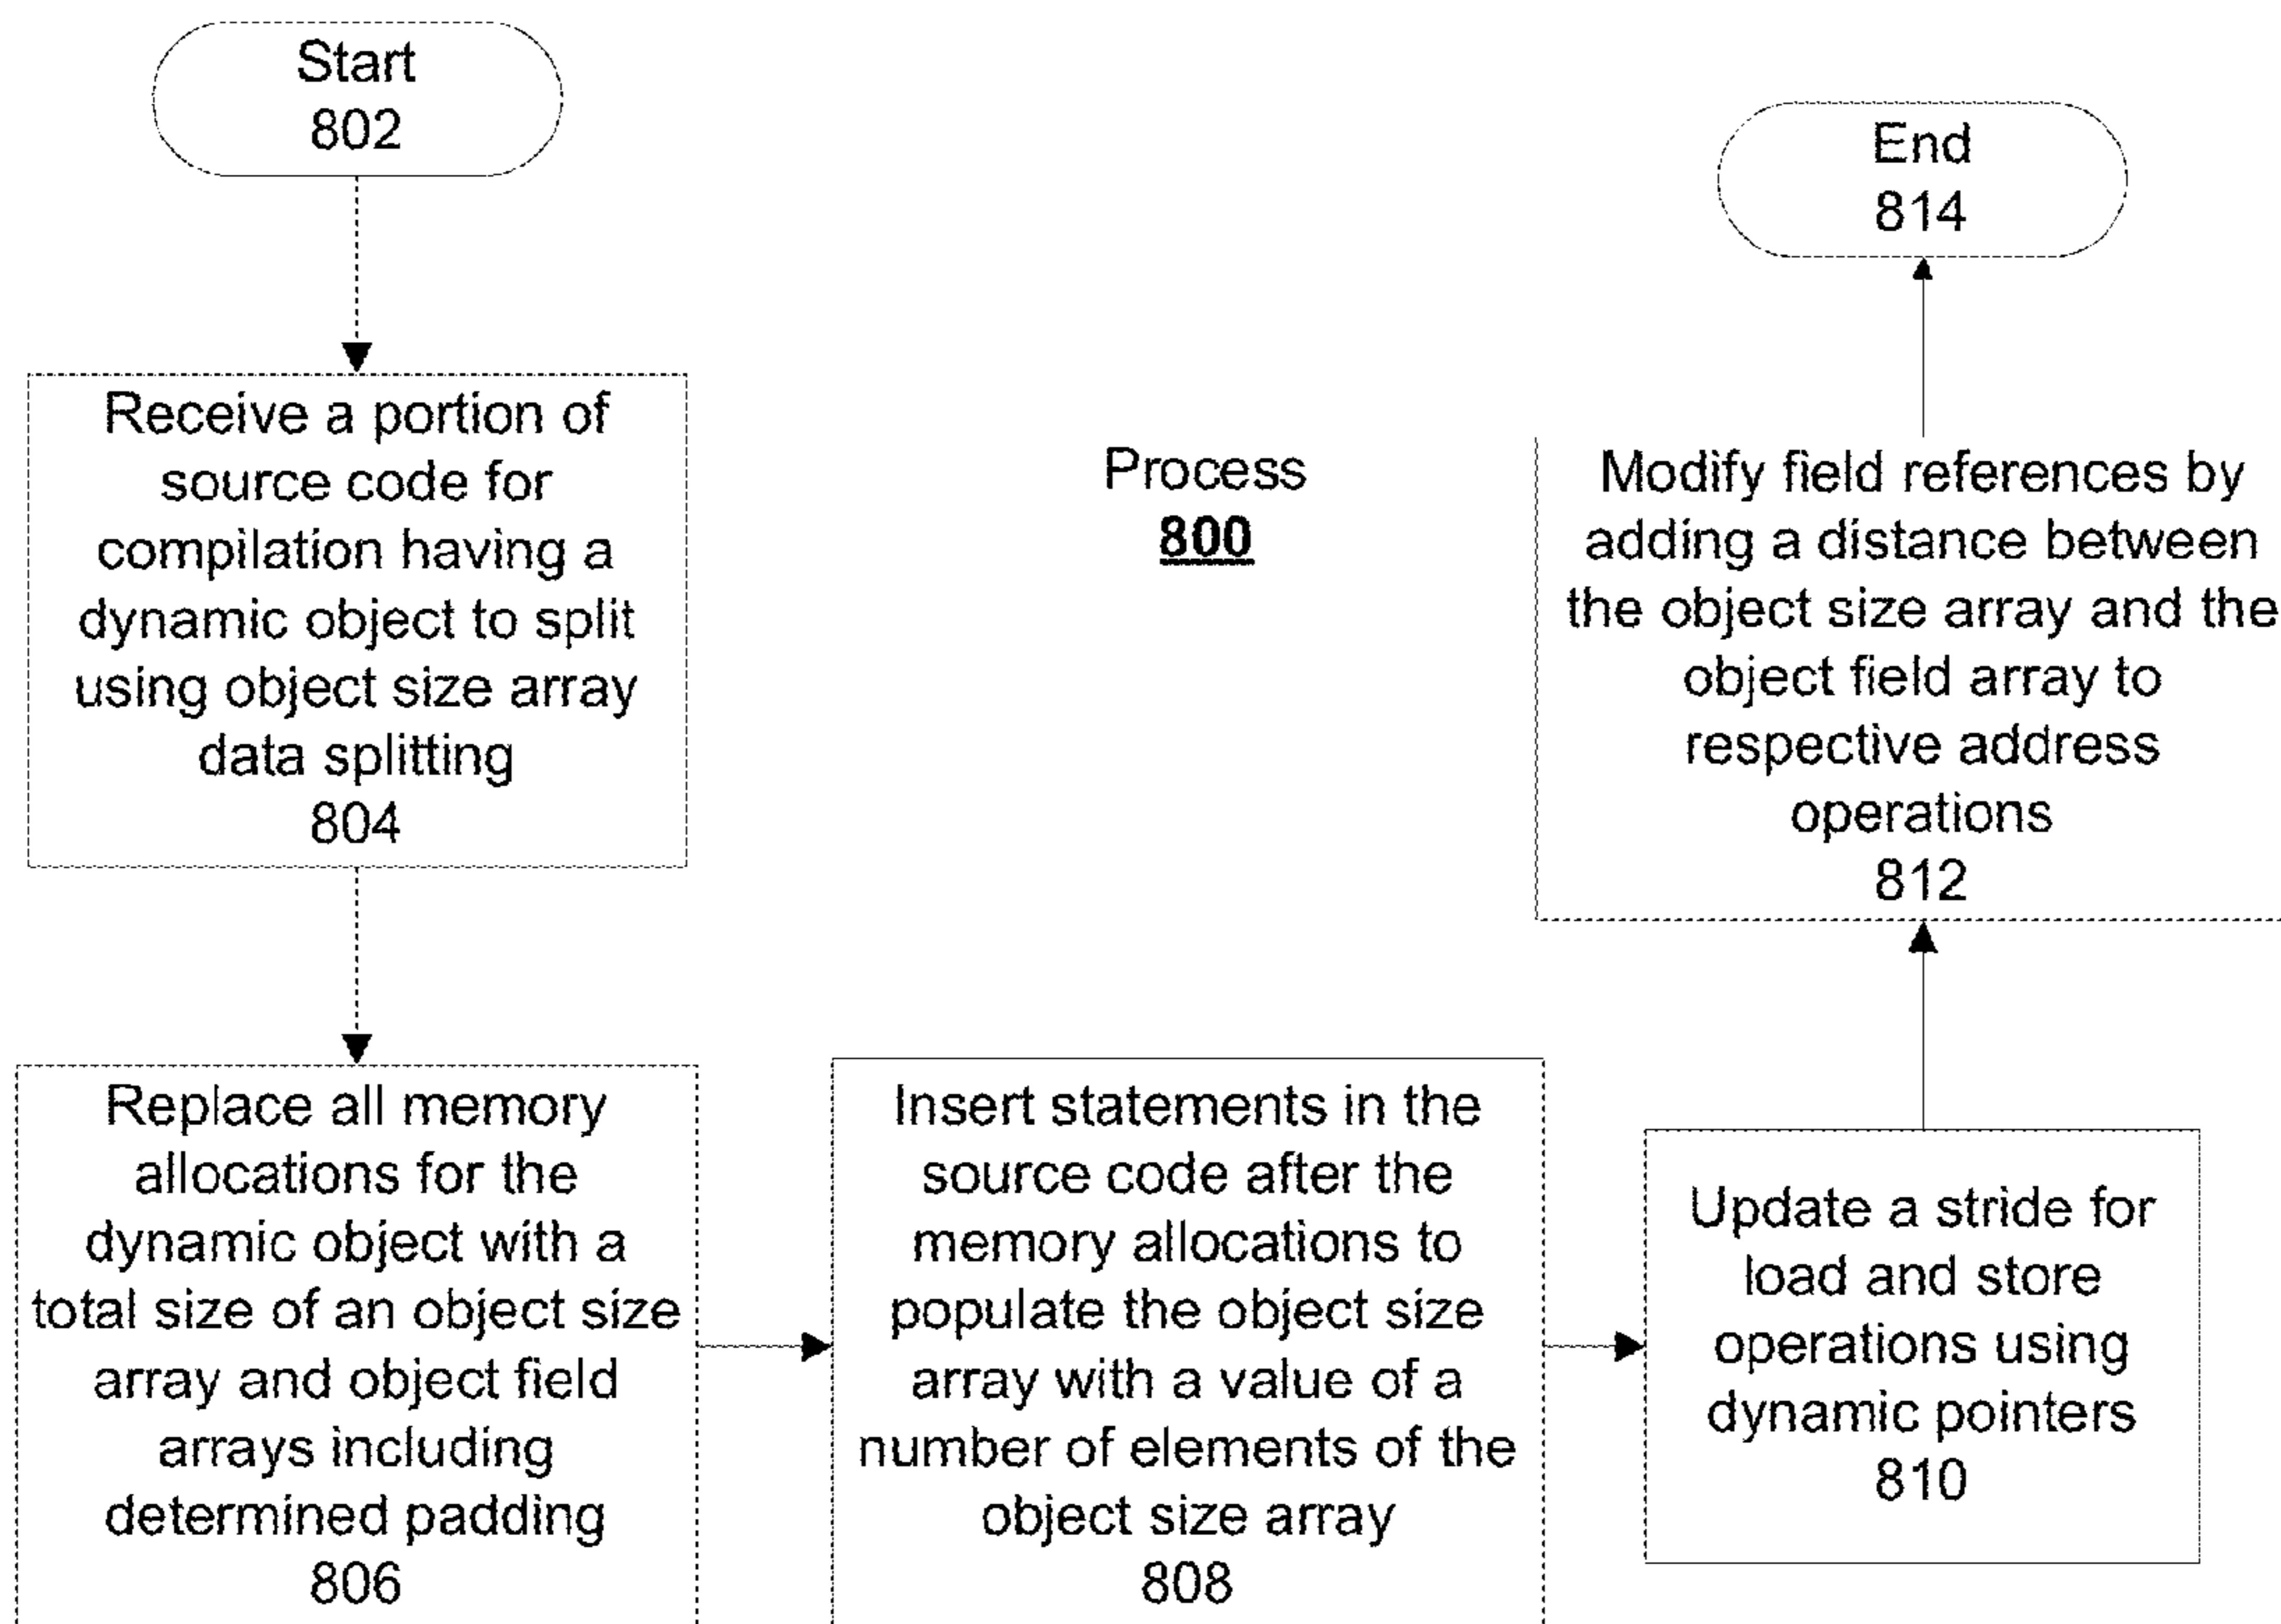 Start
802
Receive a portion of
source code for
compilation having a
dynamic object to split
using object size array
data splitting
804
Replace all memory
allocations for the
dynamic object with a
total size of an object size
array and object field
arrays including
determined padding
806
Insert statements in the
source code after the
memory allocations to
populate the object size
array with a value of a
number of elements of the
object size array
808
Update a stride for
load and store
operations using
dynamic pointers
810
Modify field references by
adding a distance between
the object size array and the
object field array to
respective address
operations
812
End
814
Process
800